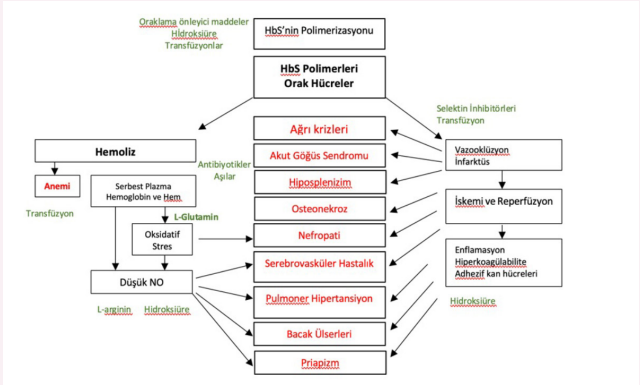 Oraklama önleyici maddeler
Hİdroksiüre
Transfüzyonlar
HbS'nin Polimerizasyonu
HbS Polimerleri
Orak Hücreler
Selektin İnhibitörleri
Transfüzyon
Hemoliz
Anemi
Transfüzyon
Serbest Plazma
Hemoglobin ve Hem
L-Glutamin
Oksidatif
Stres
Düşük NO
L-arginin
Hidroksiüre
Antibiyotikler
Aşılar
Ağrı krizleri
Akut Göğüs Sendromu
Hiposplenizim
Osteonekroz
Nefropati
Serebrovasküler Hastalık
Pulmoner Hipertansiyon
Bacak Ülserleri
Priapizm
Vazooklüzyon
İnfarktüs
İskemi ve Reperfüzyon
Enflamasyon
Hiperkoagülabilite
Adhezif kan hücreleri
Hidroksiüre